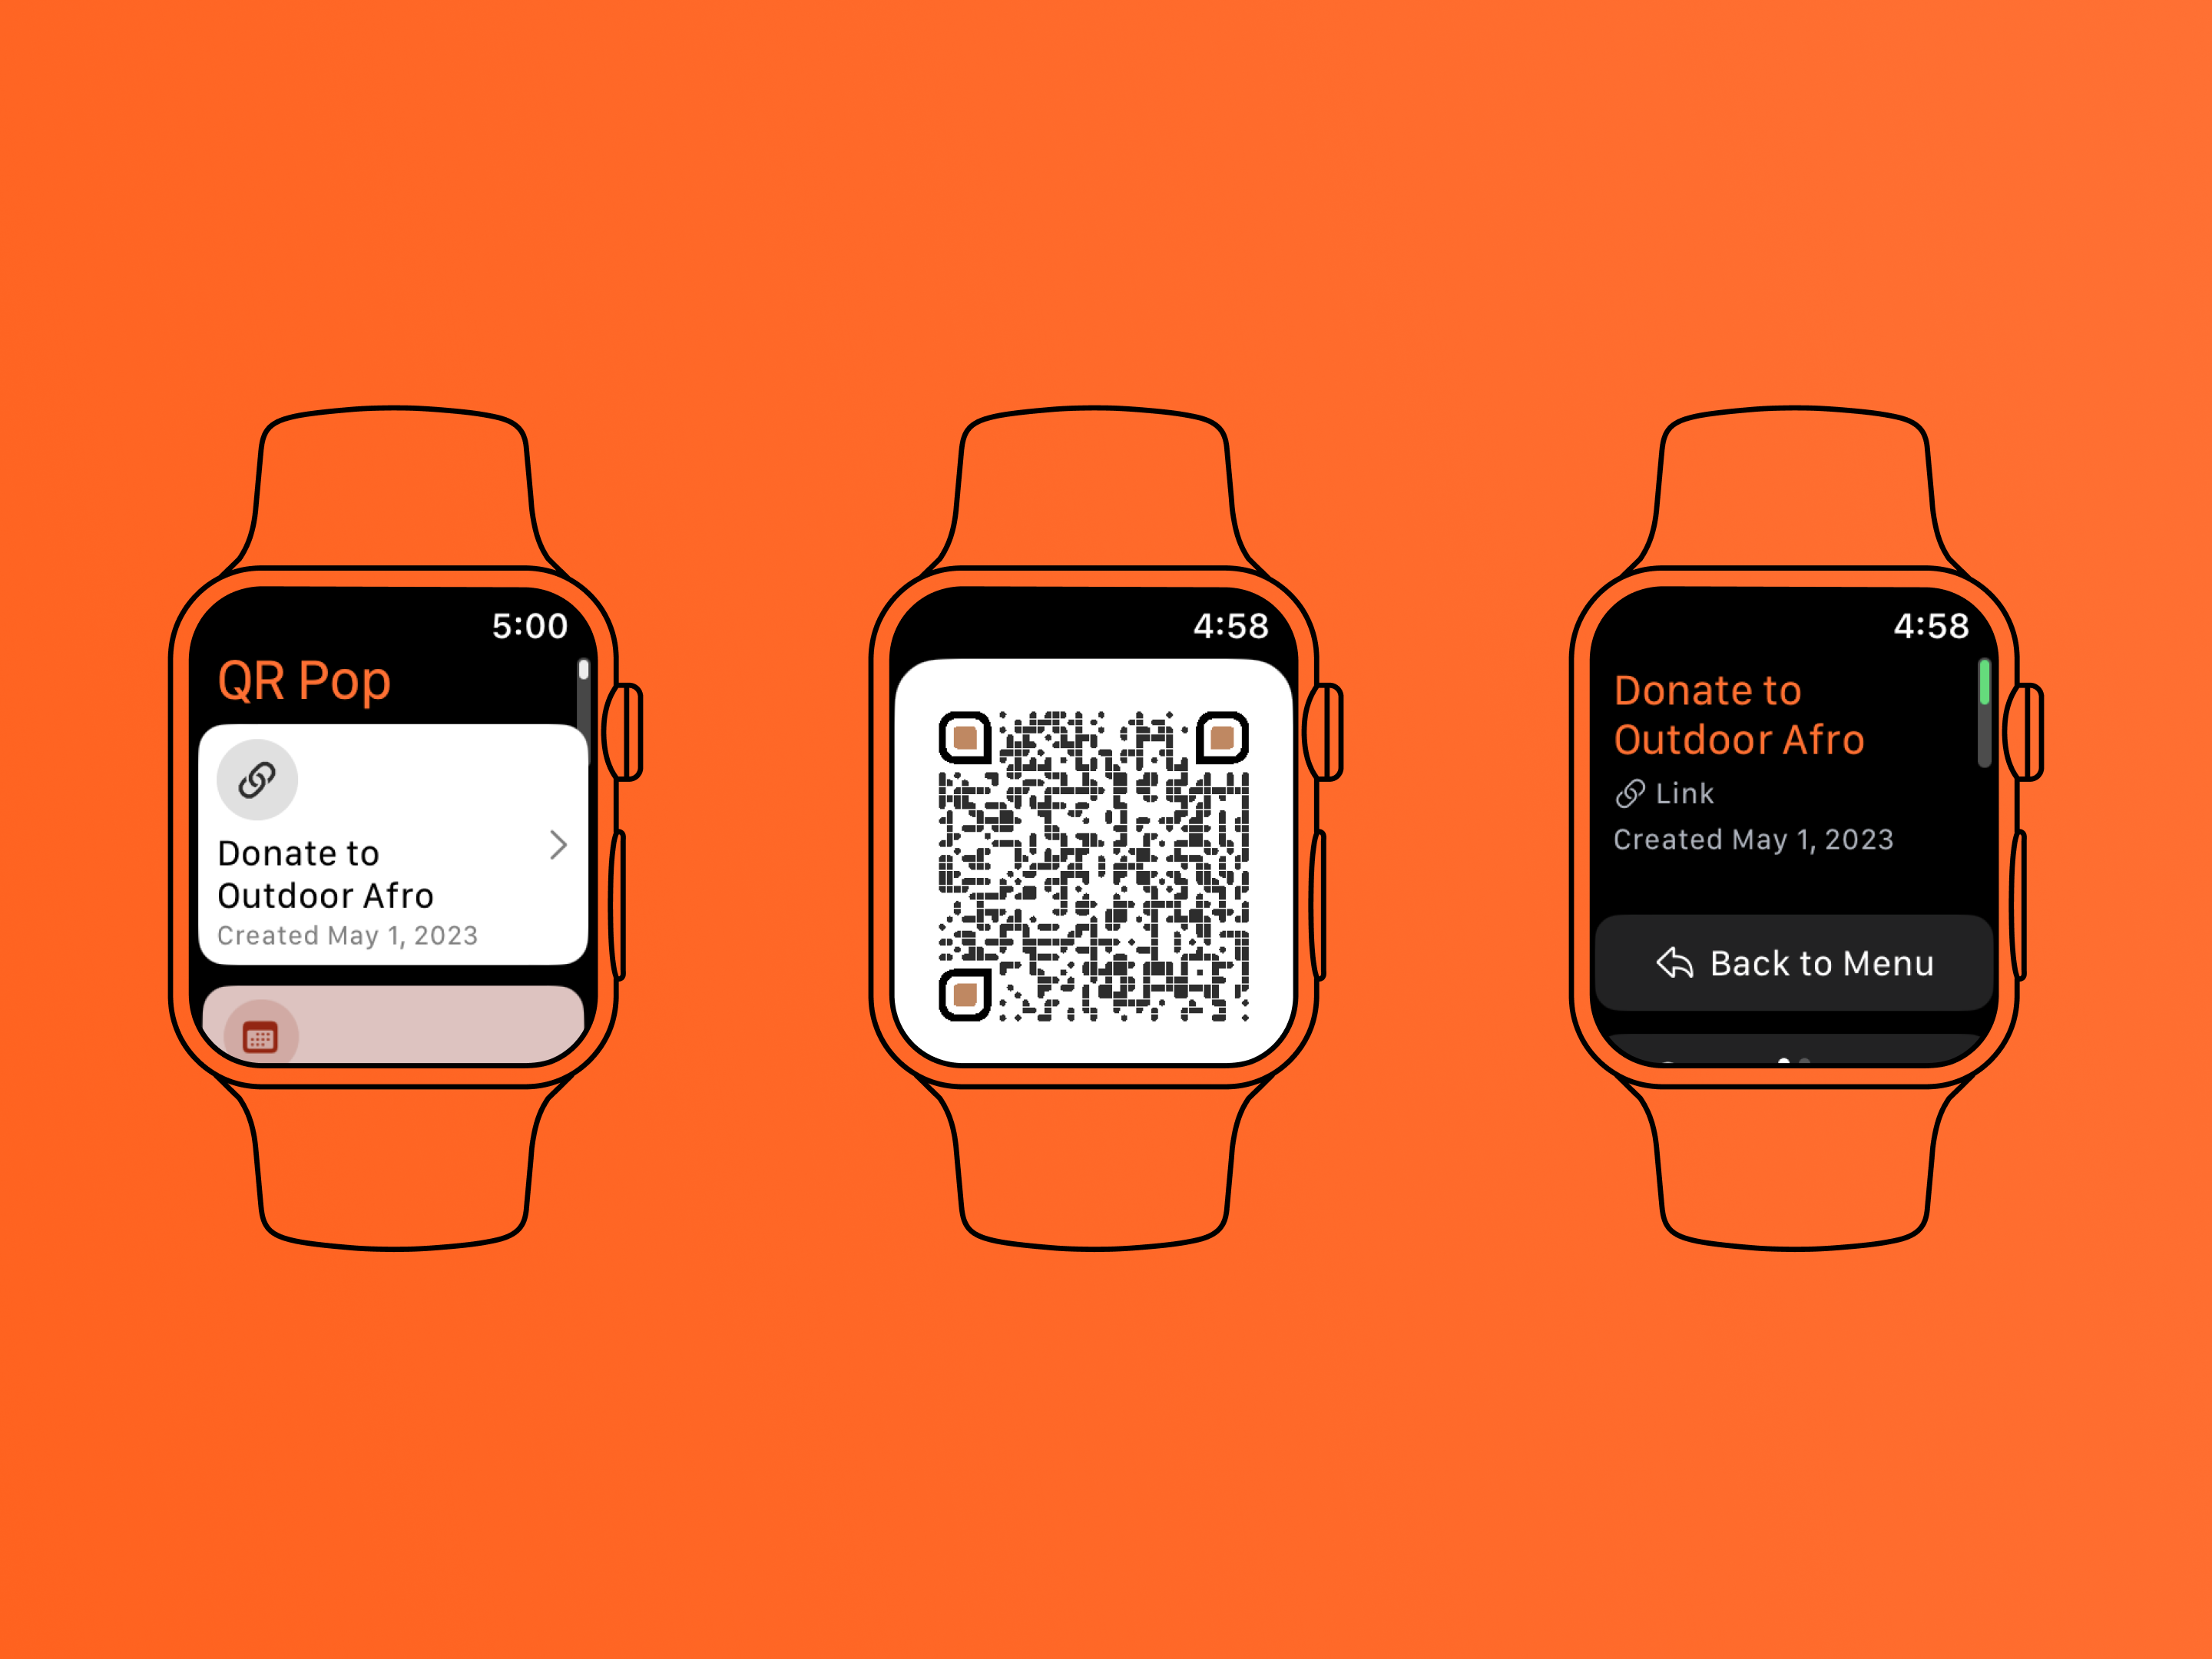 5:00
QR Pop
Donate to
Outdoor Afro
Created May 1, 2023
4:58
4:58
Donate to
Outdoor Afro
Link
Created May 1, 2023
Back to Menu